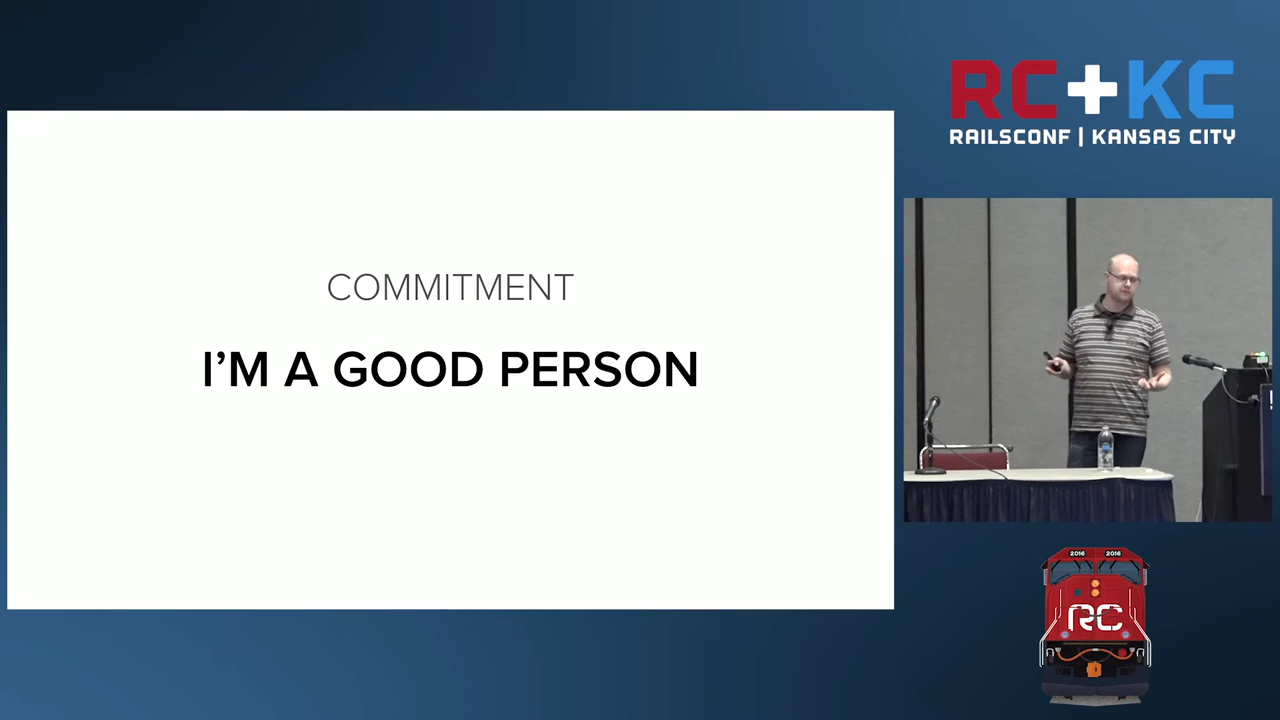 COMMITMENT
I'M A GOOD PERSON
RC+KC
RAILSCONF | KANSAS CITY
2016 2016
RC